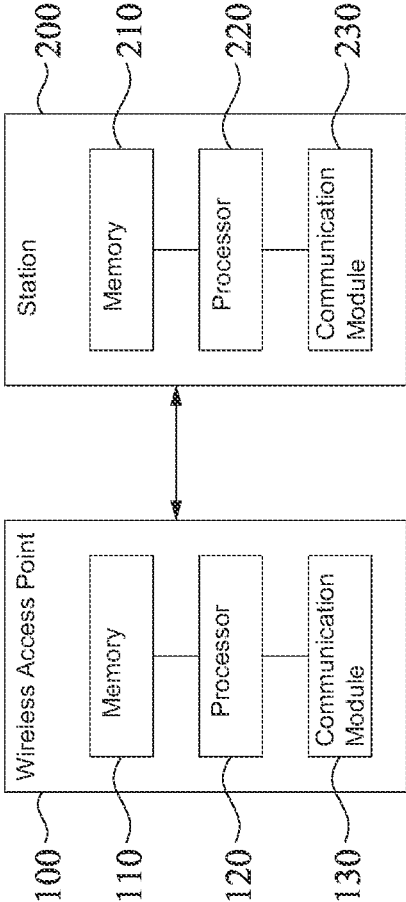 100
Wireless Access Point
110
Memory
120
Processor
130
Communication
Module
200
Station
210
Memory
220
Processor
230
Communication
Module